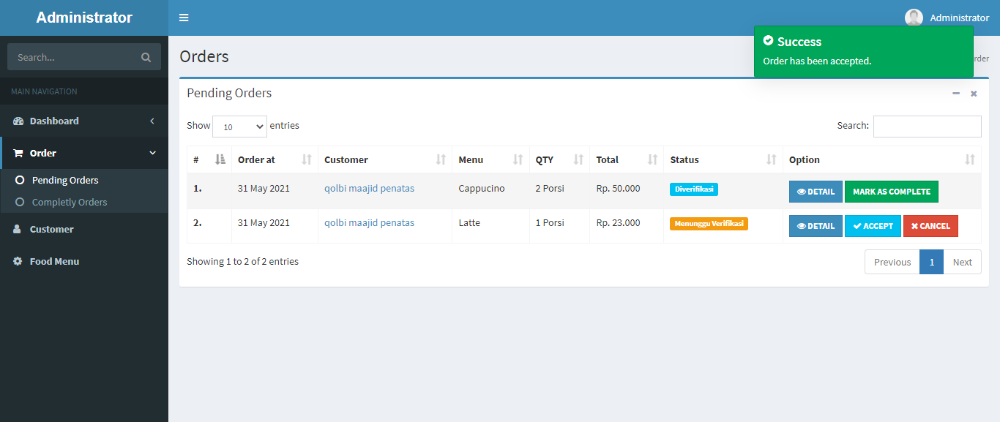 Administrator
Administrator
Search...
Success
Order has been accepted.
Orders
rder
MAIN NAVIGATION
Dashboard
Order
Pending Orders
Completly Orders
Customer
Food Menu
Pending Orders
Show 10 entries
Search:
# Order at Customer Menu QTY Total Status Option
1. 31 May 2021 qolbi maajid penatas Cappucino 2 Porsi Rp. 50.000 Diverifikasi DETAIL MARK AS COMPLETE
2. 31 May 2021 qolbi maajid penatas Latte 1 Porsi Rp. 23.000 Menunggu Verifikasi DETAIL ACCEPT CANCEL
Showing 1 to 2 of 2 entries
Previous 1 Next